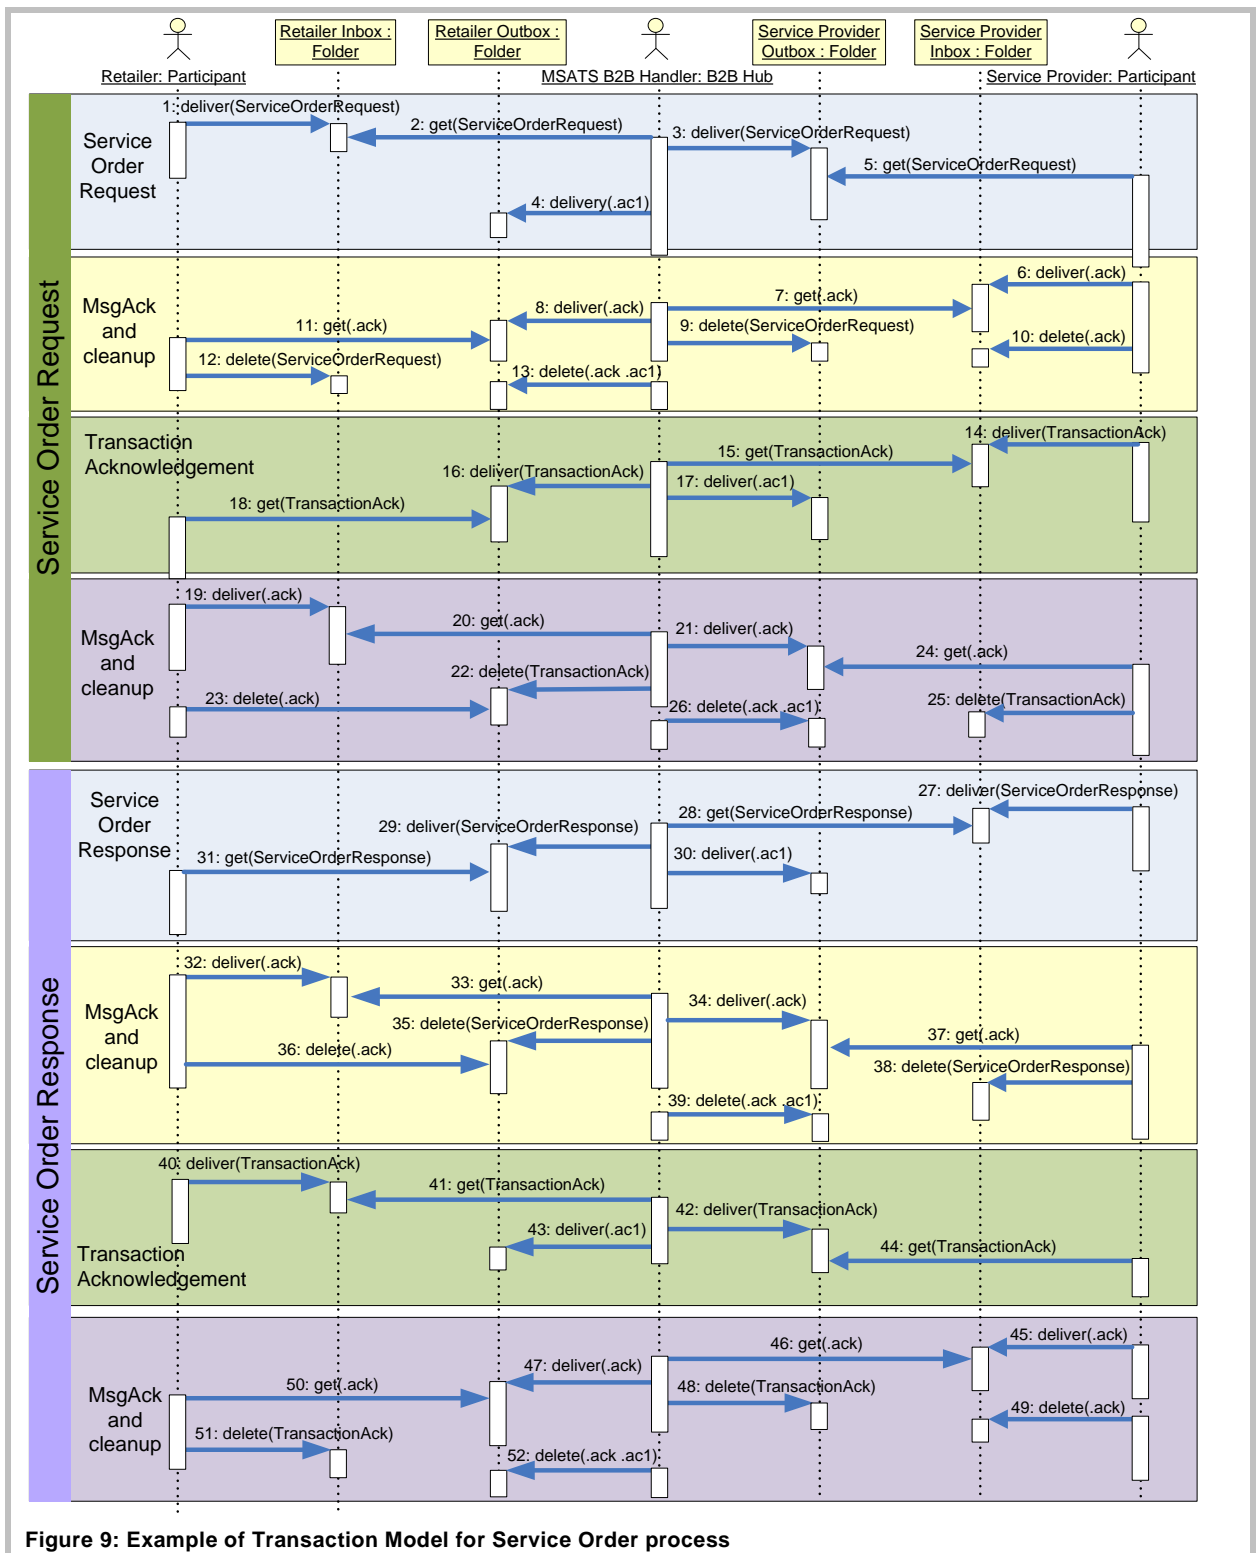 Retailer Inbox :
Folder
Retailer Outbox :
Folder
Service Provider
Outbox : Folder
Service Provider
Inbox : Folder
Retailer: Participant
MSATS B2B Handler: B2B Hub
Service Provider: Participant
Service Order Request
Service
Order
Request
1: deliver(ServiceOrderRequest)
2: get(ServiceOrderRequest)
3: deliver(ServiceOrderRequest)
5: get(ServiceOrderRequest)
4: delivery(.ac1)
MsgAck
and
cleanup
6: deliver(.ack)
7: get(.ack)
8: deliver(.ack)
9: delete(ServiceOrderRequest)
11: get(.ack)
10: delete(.ack)
12: delete(ServiceOrderRequest)
13: delete(.ack .ac1)
Transaction
Acknowledgement
14: deliver(TransactionAck)
15: get(TransactionAck)
16: deliver(TransactionAck)
17: deliver(.ac1)
18: get(TransactionAck)
MsgAck
and
cleanup
19: deliver(.ack)
20: get(.ack)
21: deliver(.ack)
24: get(.ack)
22: delete(TransactionAck)
23: delete(.ack)
26: delete(.ack .ac1)
25: delete(TransactionAck)
Service Order Response
Service
Order
Response
27: deliver(ServiceOrderResponse)
28: get(ServiceOrderResponse)
29: deliver(ServiceOrderResponse)
30: deliver(.ac1)
31: get(ServiceOrderResponse)
MsgAck
and
cleanup
32: deliver(.ack)
33: get(.ack)
34: deliver(.ack)
35: delete(ServiceOrderResponse)
37: get(.ack)
36: delete(.ack)
38: delete(ServiceOrderResponse)
39: delete(.ack .ac1)
Transaction
Acknowledgement
40: deliver(TransactionAck)
41: get(TransactionAck)
42: deliver(TransactionAck)
43: deliver(.ac1)
44: get(TransactionAck)
MsgAck
and
cleanup
45: deliver(.ack)
46: get(.ack)
47: deliver(.ack)
50: get(.ack)
48: delete(TransactionAck)
49: delete(.ack)
51: delete(TransactionAck)
52: delete(.ack .ac1)
Figure 9: Example of Transaction Model for Service Order process